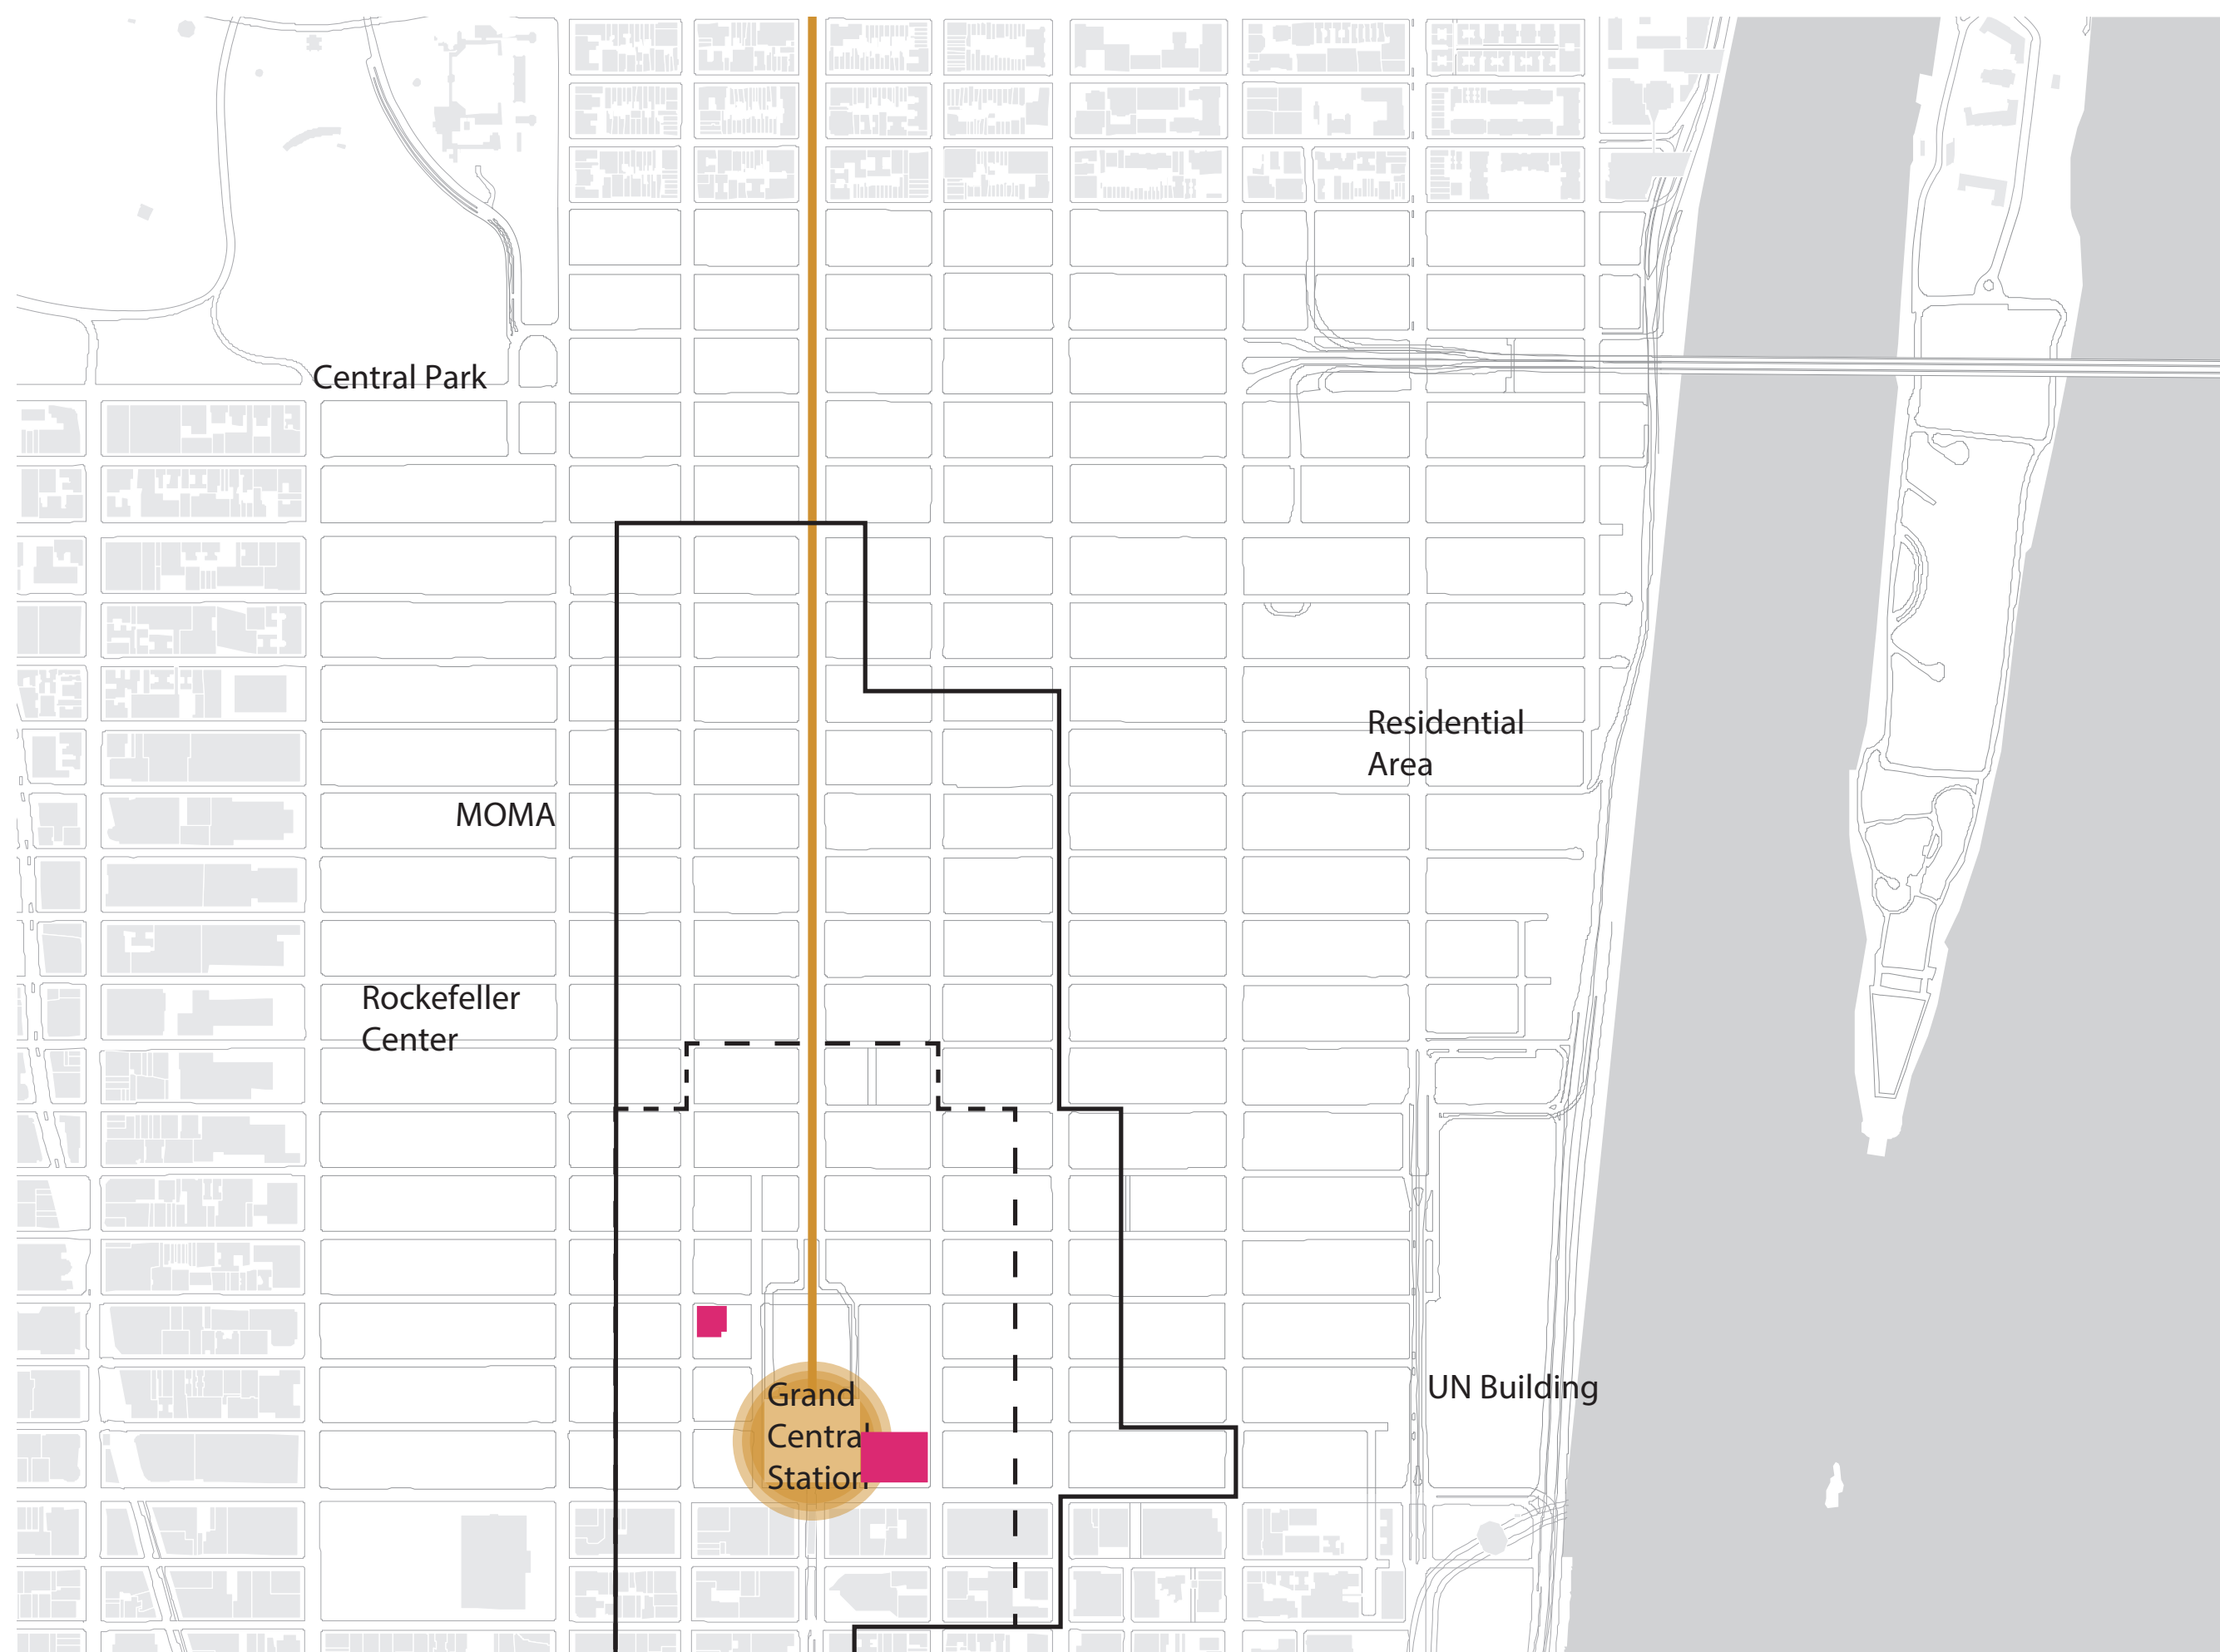 Central Park
Residential
Area
MOMA
Rockefeller
Center
Grand
Central
Station
UN Building